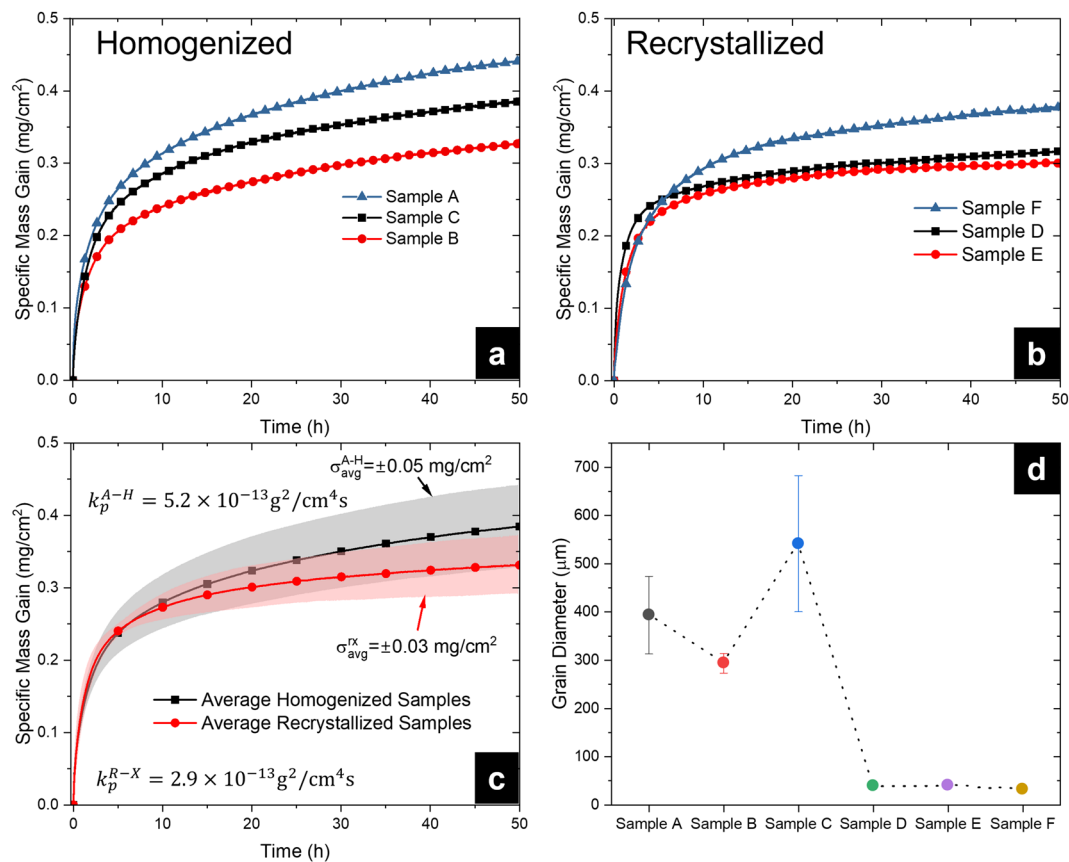 Homogenized
Specific Mass Gain (mg/cm²)
0.5
0.4
0.3
0.2
0.1
0.0
Sample A
Sample C
Sample B
a
0 10 20 30 40 50
Time (h)
Recrystallized
Specific Mass Gain (mg/cm²)
0.5
0.4
0.3
0.2
0.1
0.0
Sample F
Sample D
Sample E
b
0 10 20 30 40 50
Time (h)
Specific Mass Gain (mg/cm²)
0.5
0.4
0.3
0.2
0.1
0.0
σ_avg^A-H=±0.05 mg/cm²
k_p^A−H = 5.2 × 10⁻¹³g²/cm⁴s
σ_avg^rx=±0.03 mg/cm²
Average Homogenized Samples
Average Recrystallized Samples
k_p^R−X = 2.9 × 10⁻¹³g²/cm⁴s
c
0 10 20 30 40 50
Time (h)
d
Grain Diameter (μm)
700
600
500
400
300
200
100
0
Sample A Sample B Sample C Sample D Sample E Sample F